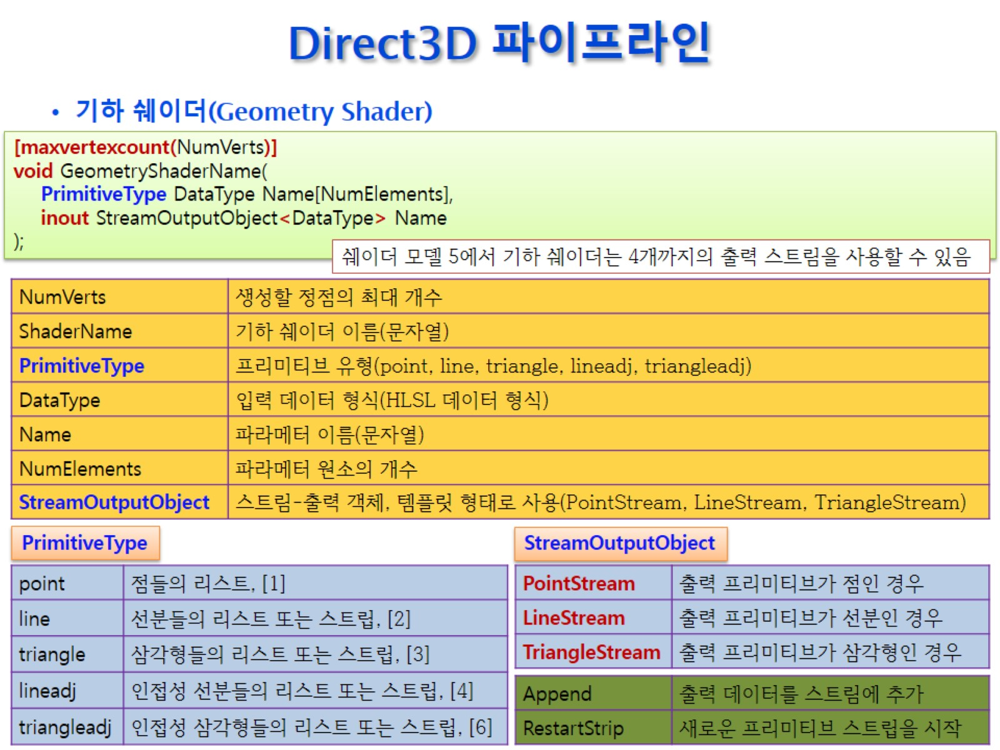 Direct3D 파이프라인
• 기하 쉐이더(Geometry Shader)
[maxvertexcount(NumVerts)]
void GeometryShaderName(
PrimitiveType DataType Name[NumElements],
inout StreamOutputObject<DataType> Name
);
쉐이더 모델 5에서 기하 쉐이더는 4개까지의 출력 스트림을 사용할 수 있음
NumVerts 생성할 정점의 최대 개수
ShaderName 기하 쉐이더 이름(문자열)
PrimitiveType 프리미티브 유형(point, line, triangle, lineadj, triangleadj)
DataType 입력 데이터 형식(HLSL 데이터 형식)
Name 파라메터 이름(문자열)
NumElements 파라메터 원소의 개수
StreamOutputObject 스트림-출력 객체, 템플릿 형태로 사용(PointStream, LineStream, TriangleStream)
PrimitiveType
point 점들의 리스트, [1]
line 선분들의 리스트 또는 스트립, [2]
triangle 삼각형들의 리스트 또는 스트립, [3]
lineadj 인접성 선분들의 리스트 또는 스트립, [4]
triangleadj 인접성 삼각형들의 리스트 또는 스트립, [6]
StreamOutputObject
PointStream 출력 프리미티브가 점인 경우
LineStream 출력 프리미티브가 선분인 경우
TriangleStream 출력 프리미티브가 삼각형인 경우
Append 출력 데이터를 스트림에 추가
RestartStrip 새로운 프리미티브 스트립을 시작